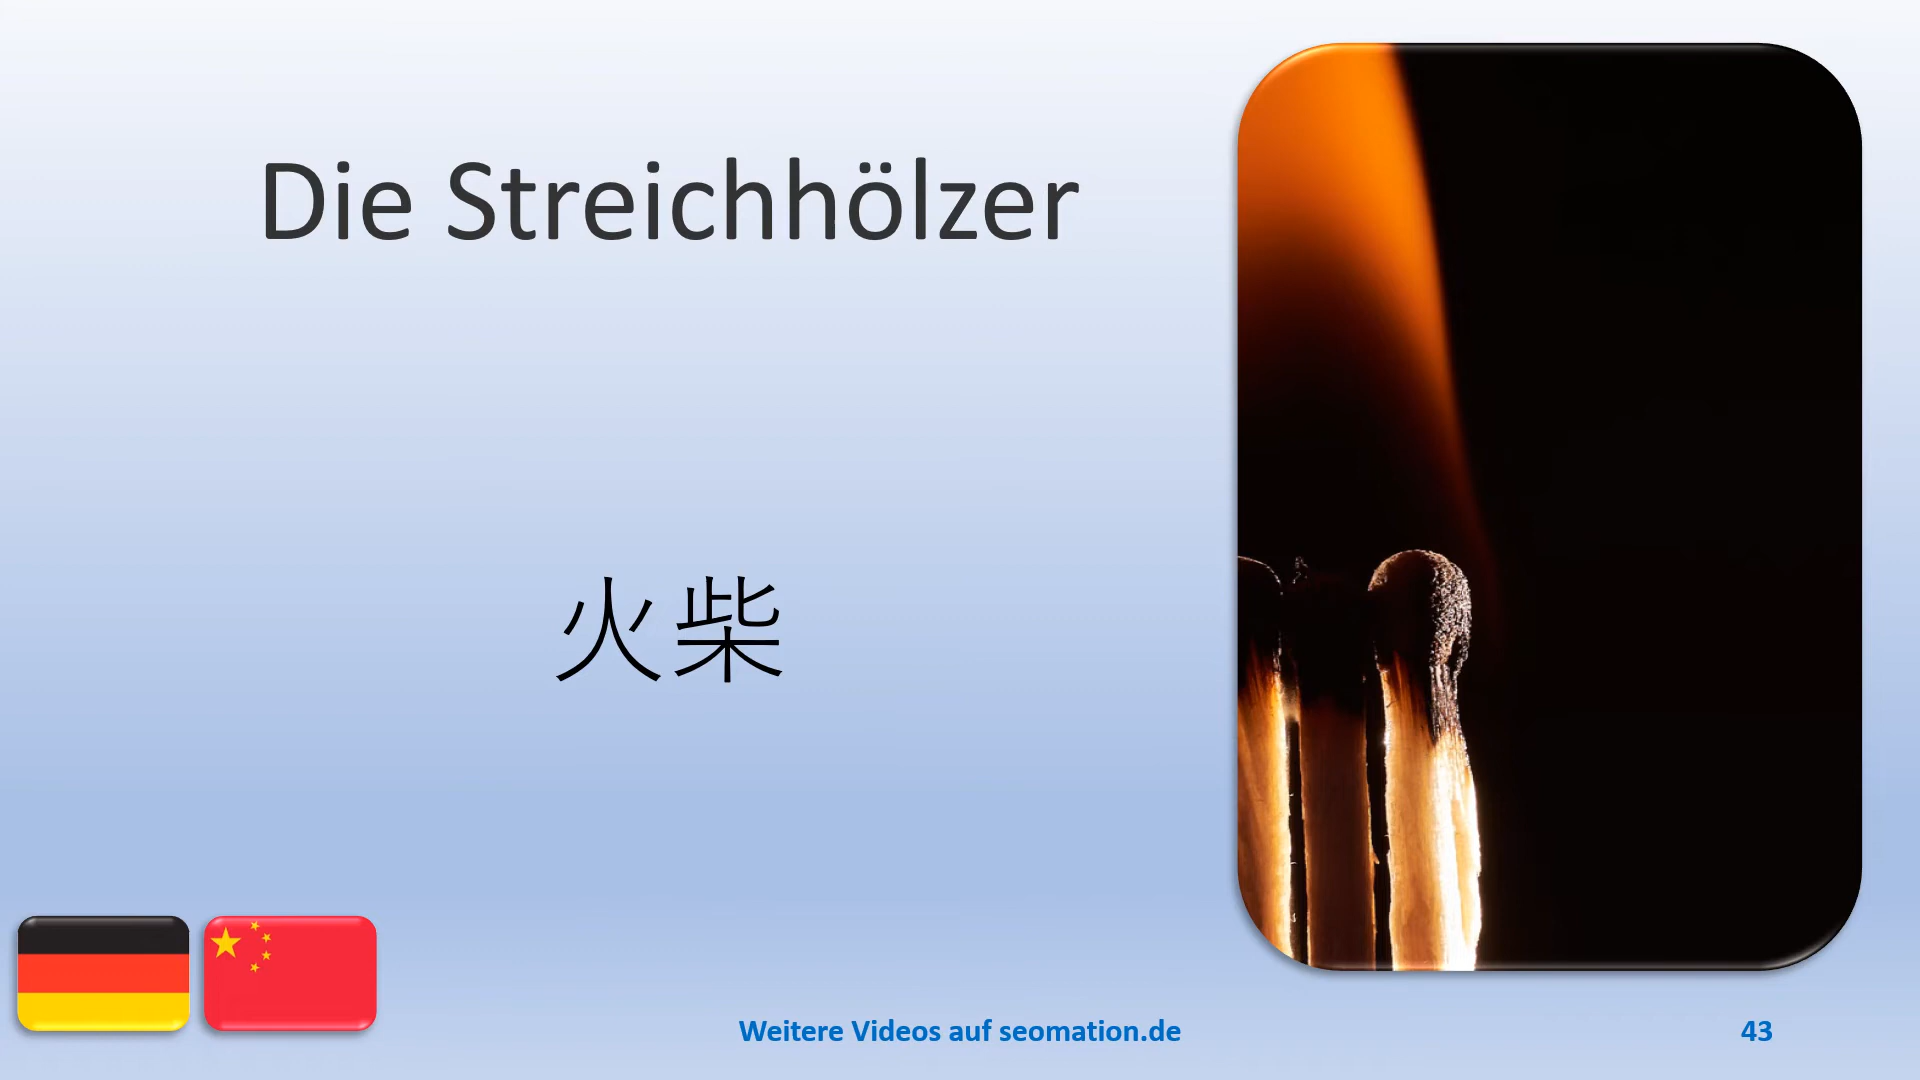 Die Streichhölzer
火柴
Weitere Videos auf seomation.de
43